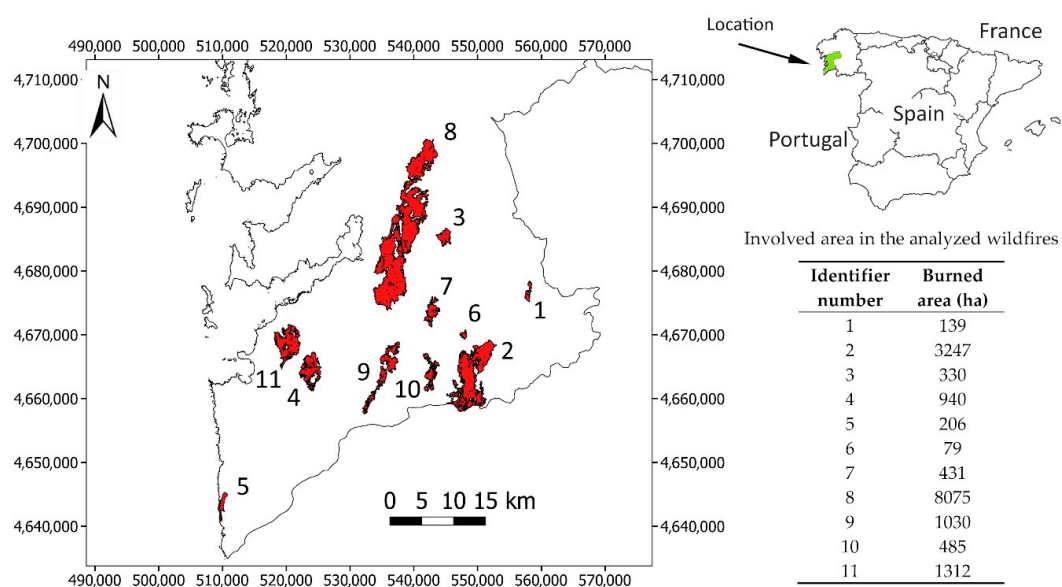 490,000 500,000 510,000 520,000 530,000 540,000 550,000 560,000 570,000
4,710,000 4,710,000
N
8
4,700,000 4,700,000
4,690,000 4,690,000
3
4,680,000 4,680,000
7
1
6
4,670,000 4,670,000
2
11
4
9
10
4,660,000 4,660,000
4,650,000 4,650,000
5
0 5 10 15 km
4,640,000 4,640,000
490,000 500,000 510,000 520,000 530,000 540,000 550,000 560,000 570,000
Location
France
Spain
Portugal
Involved area in the analyzed wildfires
Identifier Burned
number area (ha)
1 139
2 3247
3 330
4 940
5 206
6 79
7 431
8 8075
9 1030
10 485
11 1312